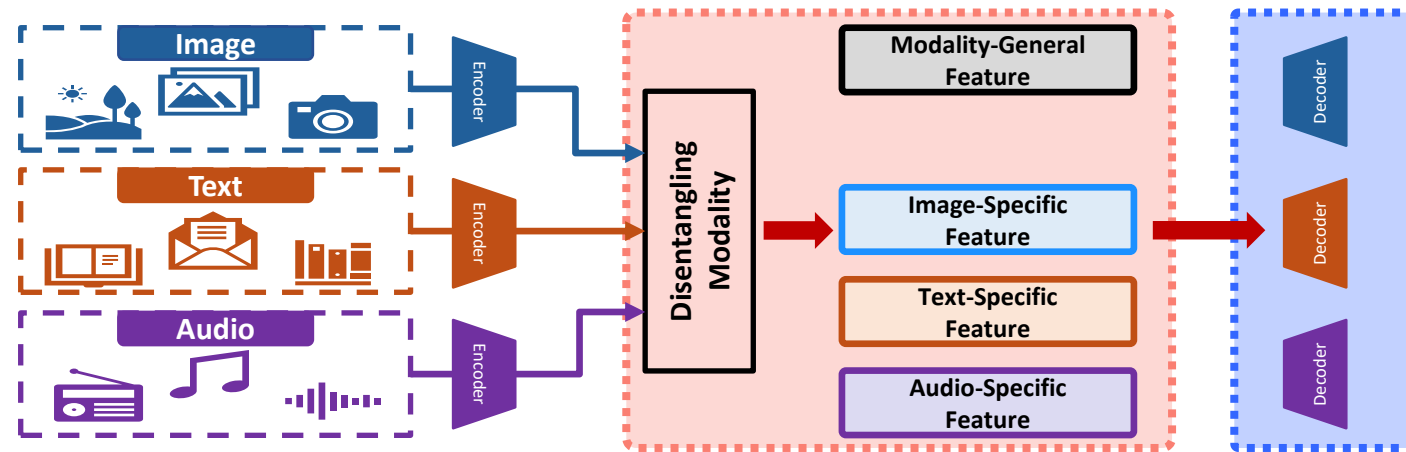 Image
Encoder
Text
Encoder
Audio
Encoder
Disentangling
Modality
Modality-General
Feature
Image-Specific
Feature
Text-Specific
Feature
Audio-Specific
Feature
Decoder
Decoder
Decoder